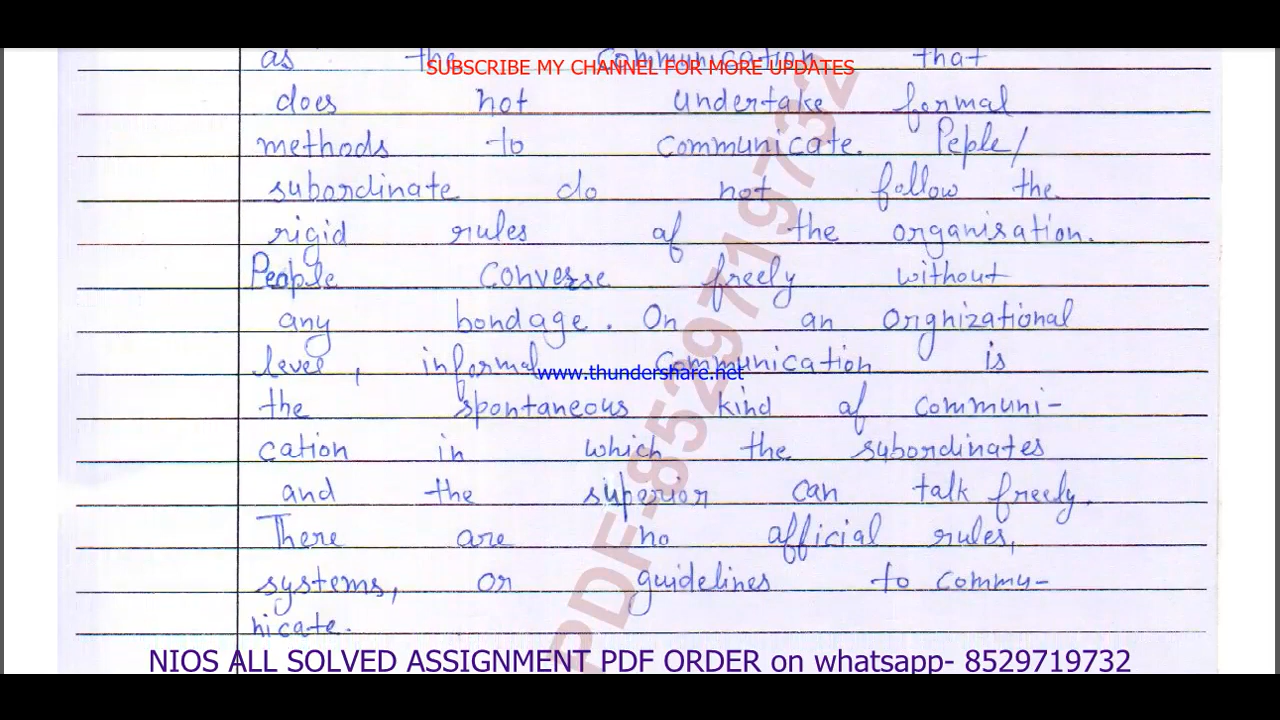 as the communication that
SUBSCRIBE MY CHANNEL FOR MORE UPDATES
does not undertake formal
methods to communicate. Peple/
subordinate do not follow the
rigid rules of the organisation.
People converse freely without
any bondage. On an orgnizational
level, informal communication is
www.thundershare.net
the spontaneous kind of communi-
cation in which the subordinates
and the superior can talk freely.
There are no official rules,
systems, or guidelines to commu-
nicate.
PDF-8529719732
NIOS ALL SOLVED ASSIGNMENT PDF ORDER on whatsapp- 8529719732